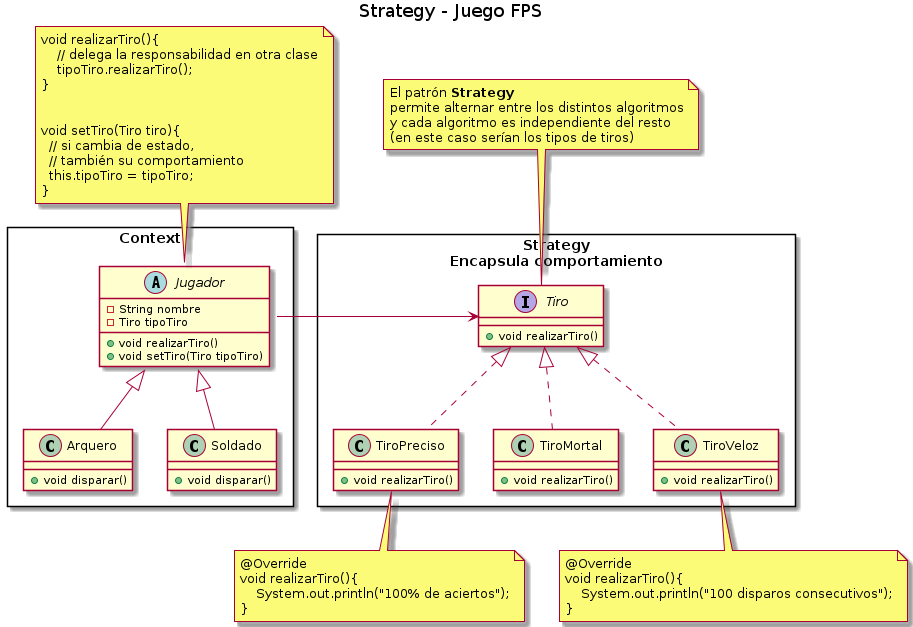 Strategy - Juego FPS
void realizarTiro(){
    // delega la responsabilidad en otra clase
    tipoTiro.realizarTiro();
}
void setTiro(Tiro tiro){
  // si cambia de estado,
  // también su comportamiento
  this.tipoTiro = tipoTiro;
}
El patrón Strategy
permite alternar entre los distintos algoritmos
y cada algoritmo es independiente del resto
(en este caso serían los tipos de tiros)
Context
A Jugador
String nombre
Tiro tipoTiro
void realizarTiro()
void setTiro(Tiro tipoTiro)
C Arquero
void disparar()
C Soldado
void disparar()
Strategy
Encapsula comportamiento
I Tiro
void realizarTiro()
C TiroPreciso
void realizarTiro()
C TiroMortal
void realizarTiro()
C TiroVeloz
void realizarTiro()
@Override
void realizarTiro(){
    System.out.println("100% de aciertos");
}
@Override
void realizarTiro(){
    System.out.println("100 disparos consecutivos");
}